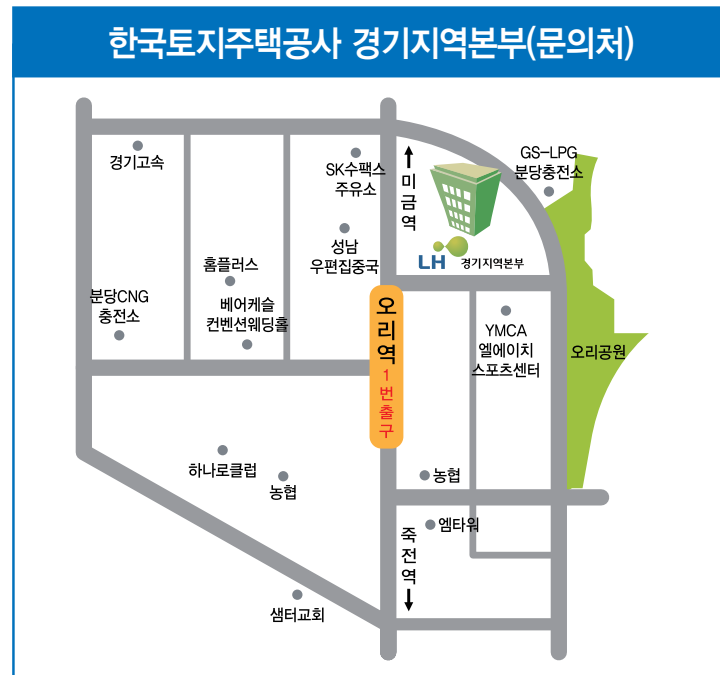 한국토지주택공사 경기지역본부(문의처)
경기고속
SK수팩스
주유소
미금역
GS-LPG
분당충전소
성남
우편집중국
LH 경기지역본부
홈플러스
분당CNG
충전소
베어케슬
컨벤션웨딩홀
오리역
1번출구
YMCA
엘에이치
스포츠센터
오리공원
하나로클럽
농협
농협
엠타워
죽전역
샘터교회